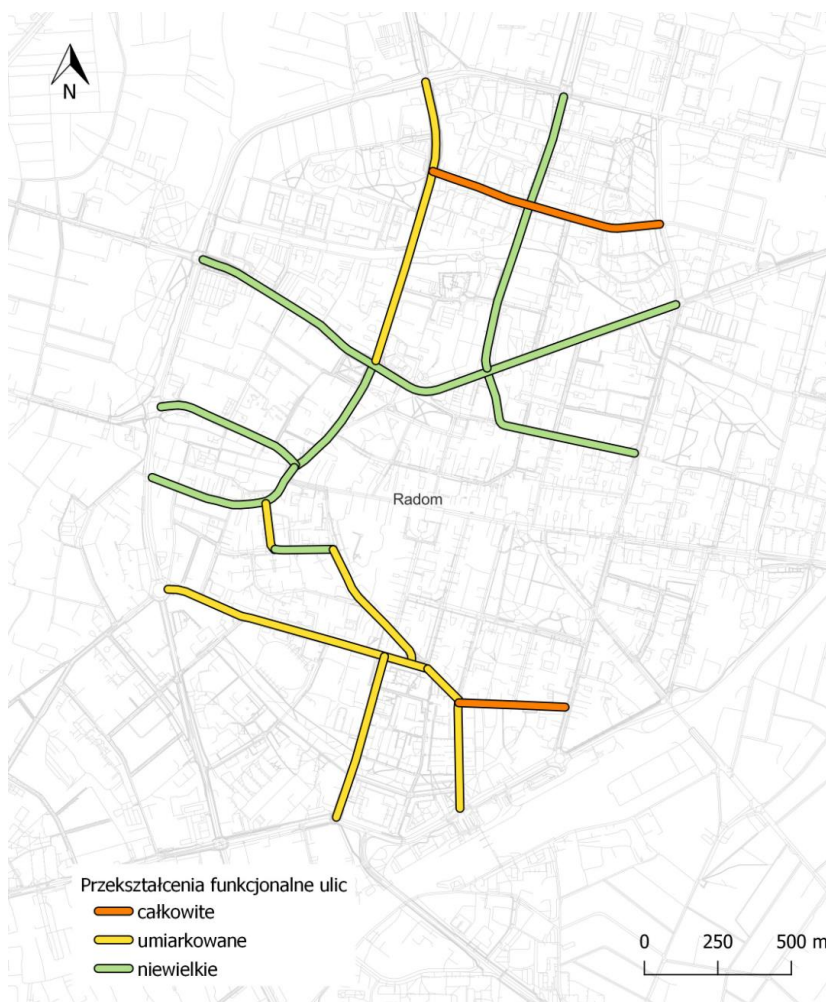 N
Radom
Przekształcenia funkcjonalne ulic
całkowite
umiarkowane
niewielkie
0 250 500 m